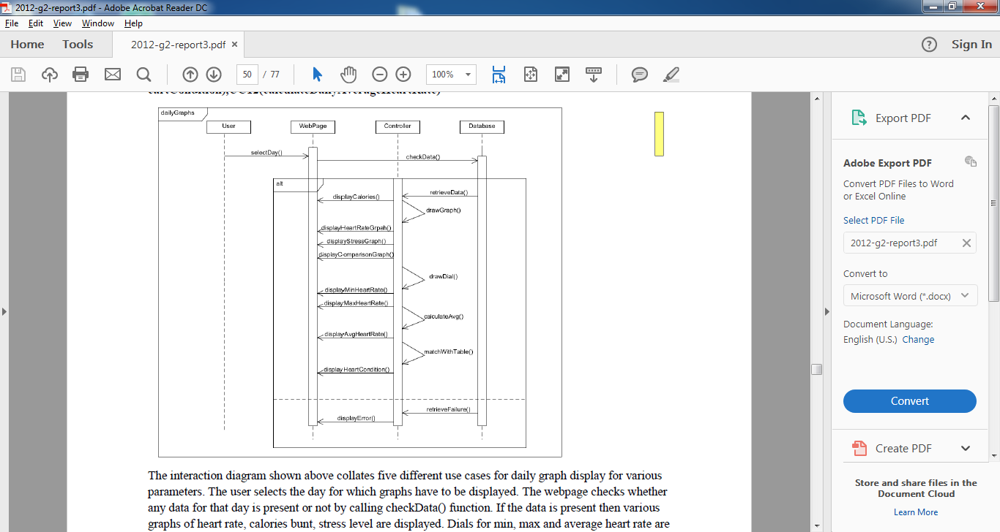 2012-g2-report3.pdf - Adobe Acrobat Reader DC
File Edit View Window Help
Home Tools 2012-g2-report3.pdf × Sign In
50 / 77 100%
dailyGraphs
User WebPage Controller Database
selectDay()
checkData()
alt
retrieveData()
displayCalories()
drawGraph()
displayHeartRateGrpah()
displayStressGraph()
displayComparisonGraph()
drawDial()
displayMinHeartRate()
displayMaxHeartRate()
calculateAvg()
displayAvgHeartRate()
matchWithTable()
displayHeartCondition()
retrieveFailure()
displayError()
The interaction diagram shown above collates five different use cases for daily graph display for various
parameters. The user selects the day for which graphs have to be displayed. The webpage checks whether
any data for that day is present or not by calling checkData() function. If the data is present then various
graphs of heart rate, calories bunt, stress level are displayed. Dials for min, max and average heart rate are
Export PDF
Adobe Export PDF
Convert PDF Files to Word
or Excel Online
Select PDF File
2012-g2-report3.pdf
Convert to
Microsoft Word (*.docx)
Document Language:
English (U.S.) Change
Convert
Create PDF
Store and share files in the
Document Cloud
Learn More